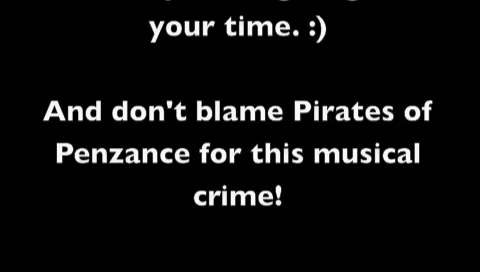 your time. :)
And don't blame Pirates of
Penzance for this musical
crime!